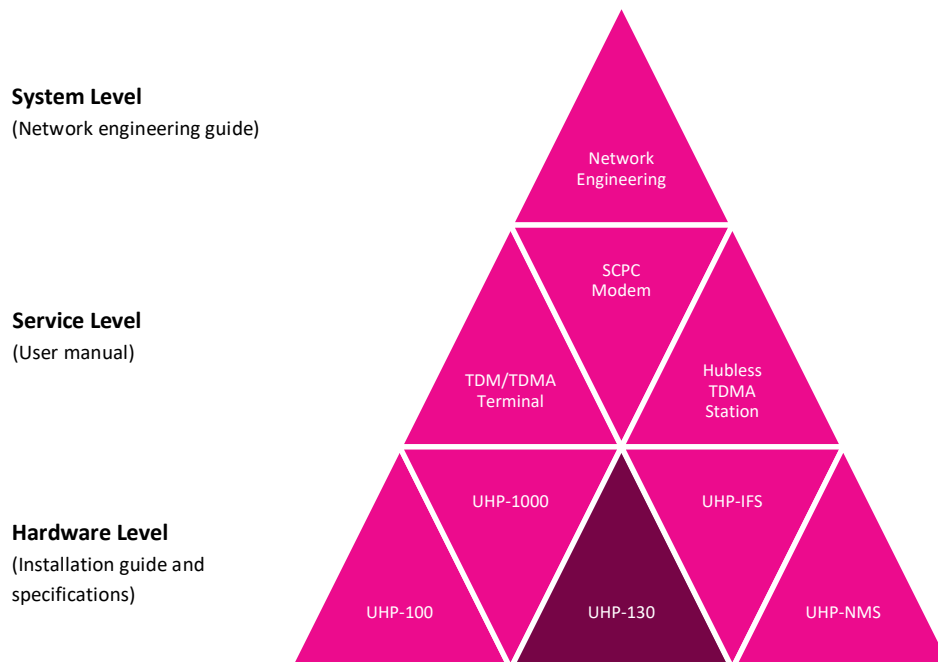 System Level
(Network engineering guide)
Network
Engineering
SCPC
Modem
Service Level
(User manual)
TDM/TDMA
Terminal
Hubless
TDMA
Station
UHP-1000
UHP-IFS
Hardware Level
(Installation guide and
specifications)
UHP-100
UHP-130
UHP-NMS